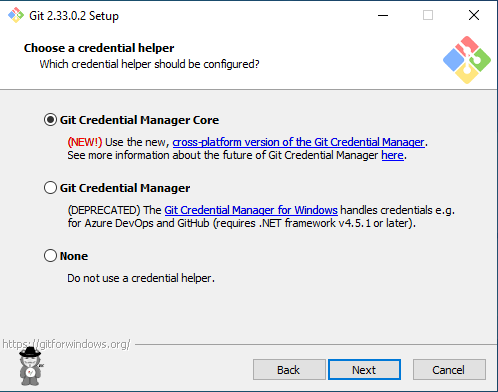 Git 2.33.0.2 Setup
Choose a credential helper
Which credential helper should be configured?
Git Credential Manager Core
(NEW!) Use the new, cross-platform version of the Git Credential Manager.
See more information about the future of Git Credential Manager here.
Git Credential Manager
(DEPRECATED) The Git Credential Manager for Windows handles credentials e.g.
for Azure DevOps and GitHub (requires .NET framework v4.5.1 or later).
None
Do not use a credential helper.
https://gitforwindows.org/
Back
Next
Cancel